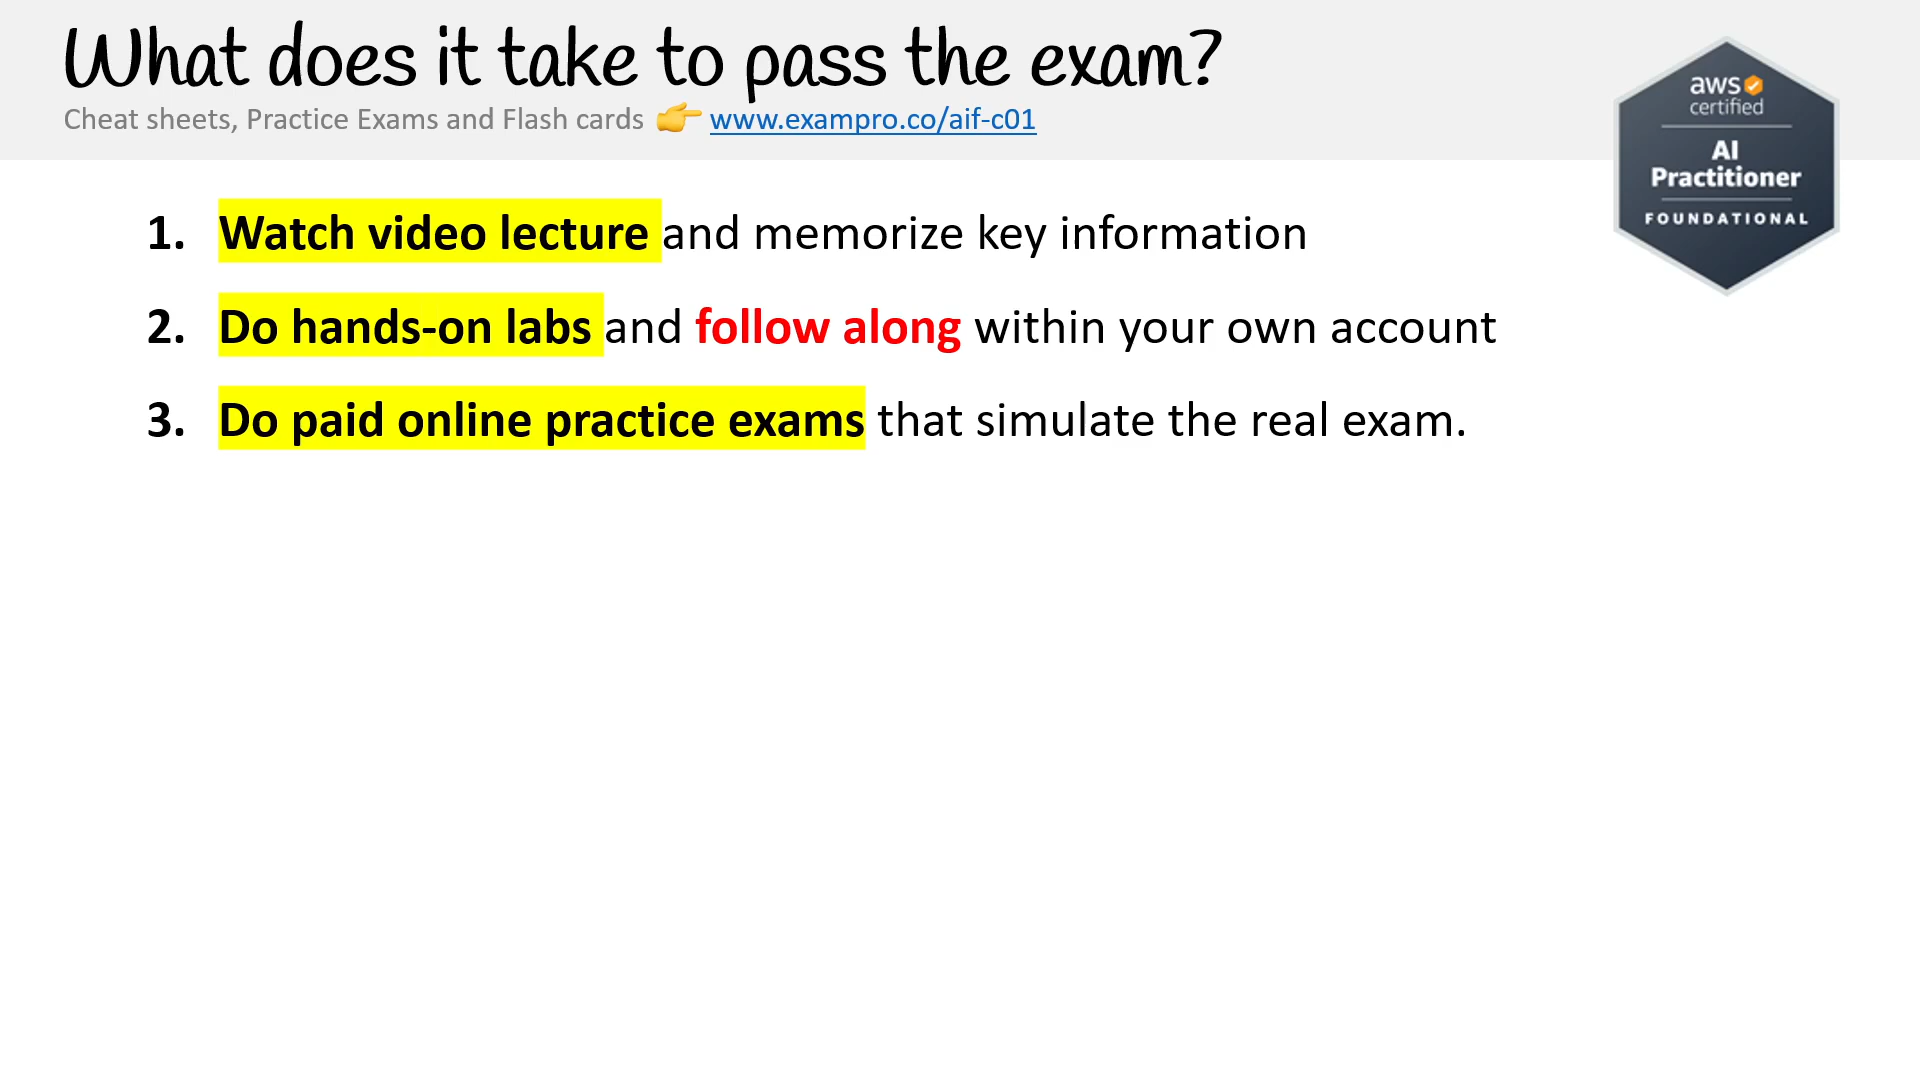 What does it take to pass the exam?
Cheat sheets, Practice Exams and Flash cards 👉 www.exampro.co/aif-c01
aws
certified
AI
Practitioner
FOUNDATIONAL
1. Watch video lecture and memorize key information
2. Do hands-on labs and follow along within your own account
3. Do paid online practice exams that simulate the real exam.